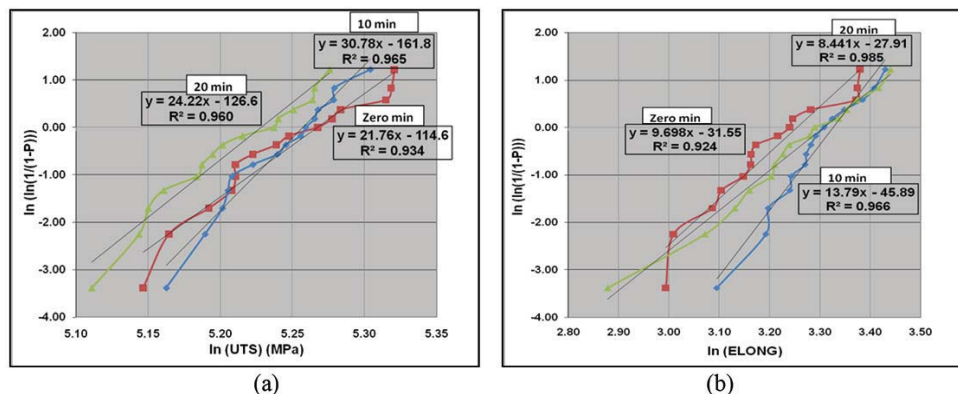 10 min
y = 30.78x - 161.8
R² = 0.965
20 min
y = 24.22x - 126.6
R² = 0.960
Zero min
y = 21.76x - 114.6
R² = 0.934
ln (ln(1/(1-P)))
2.00
1.00
0.00
-1.00
-2.00
-3.00
-4.00
5.10 5.15 5.20 5.25 5.30 5.35
ln (UTS) (MPa)
(a)
20 min
y = 8.441x - 27.91
R² = 0.985
Zero min
y = 9.698x - 31.55
R² = 0.924
10 min
y = 13.79x - 45.89
R² = 0.966
ln (ln(1/(1-P)))
2.00
1.00
0.00
-1.00
-2.00
-3.00
-4.00
2.80 2.90 3.00 3.10 3.20 3.30 3.40 3.50
ln (ELONG)
(b)